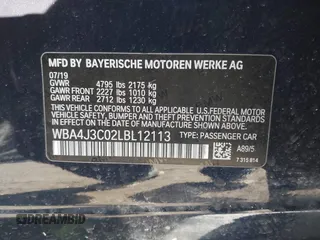 MFD BY BAYERISCHE MOTOREN WERKE AG
07/19
GVWR 4795 lbs 2175 kg
GAWR FRONT 2227 lbs 1010 kg
GAWR REAR 2712 lbs 1230 kg
THIS VEHICLE CONFORMS TO ALL APPLICABLE
FEDERAL MOTOR VEHICLE SAFETY,
BUMPER, AND THEFT PREVENTION STANDARDS
IN EFFECT ON THE DATE OF
MANUFACTURE SHOWN ABOVE.
WBA4J3C02LBL12113 TYPE: PASSENGER CAR
A89/5
7 315 814
DREAMBID